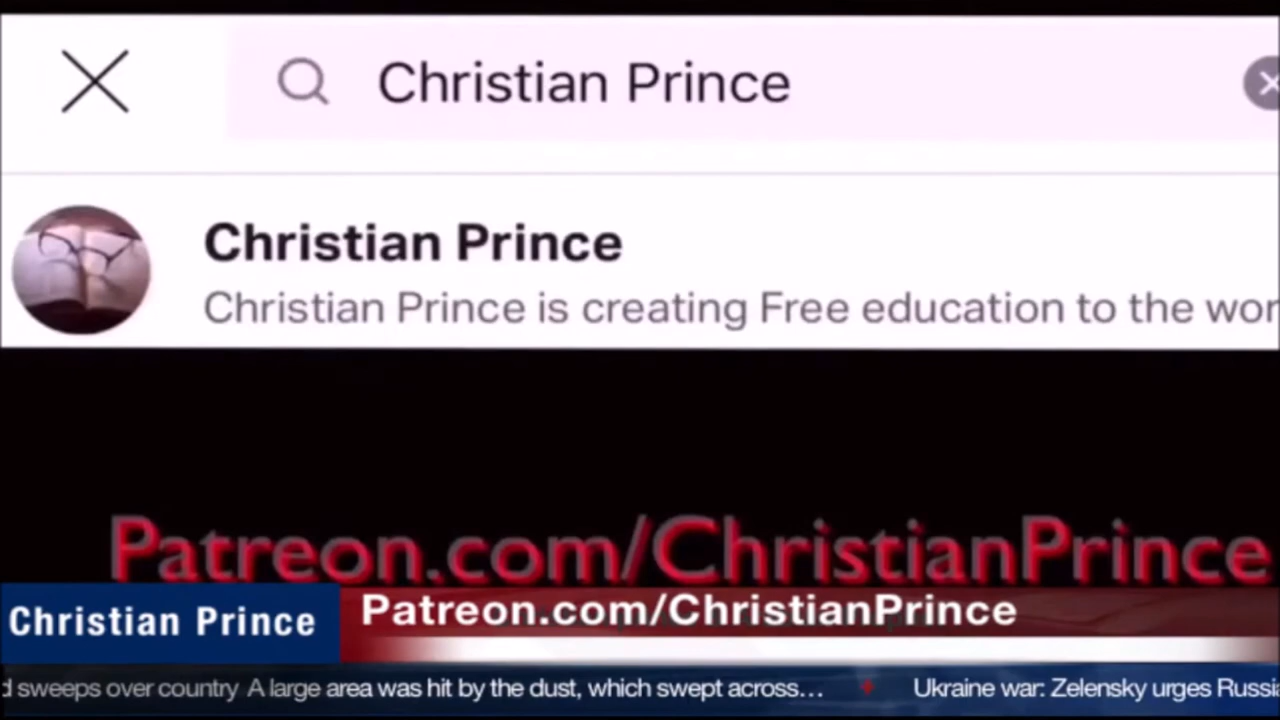 Christian Prince
Christian Prince
Christian Prince is creating Free education to the wor
Patreon.com/ChristianPrince
Christian Prince
Patreon.com/ChristianPrince
d sweeps over country A large area was hit by the dust, which swept across... Ukraine war: Zelensky urges Russia